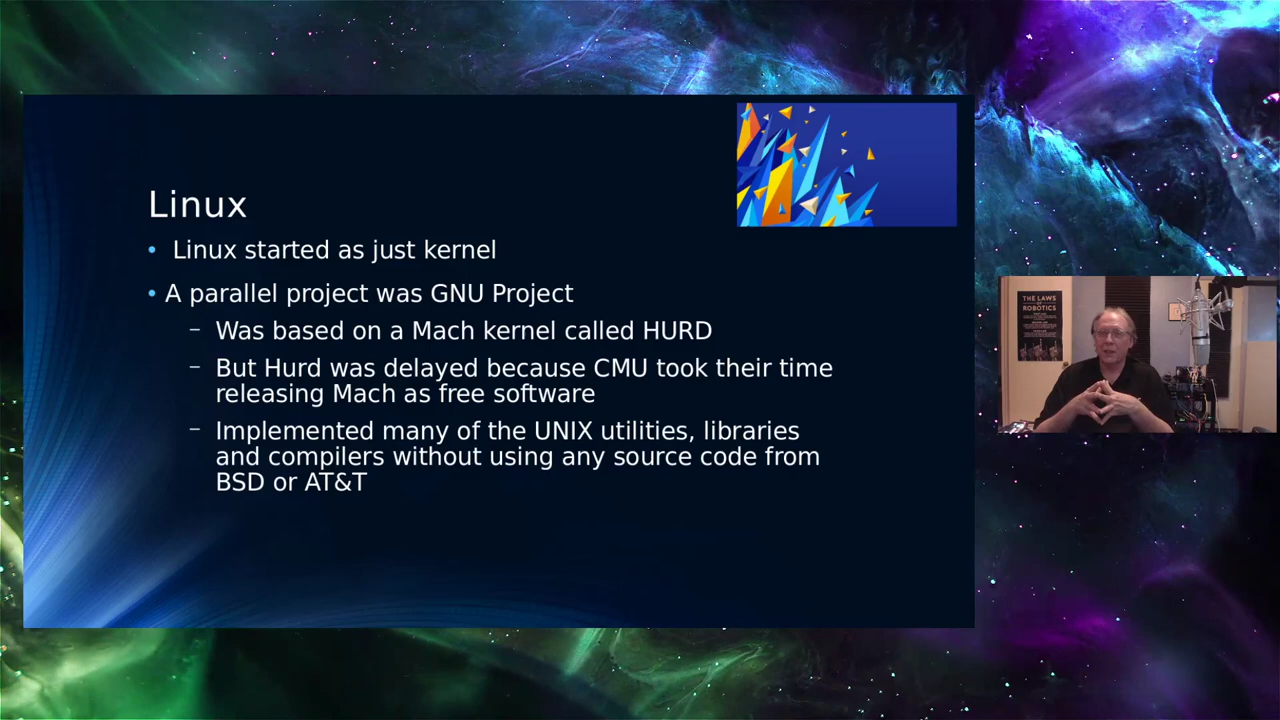 Linux
• Linux started as just kernel
• A parallel project was GNU Project
– Was based on a Mach kernel called HURD
– But Hurd was delayed because CMU took their time
releasing Mach as free software
– Implemented many of the UNIX utilities, libraries
and compilers without using any source code from
BSD or AT&T
THE LAWS
OF
ROBOTICS